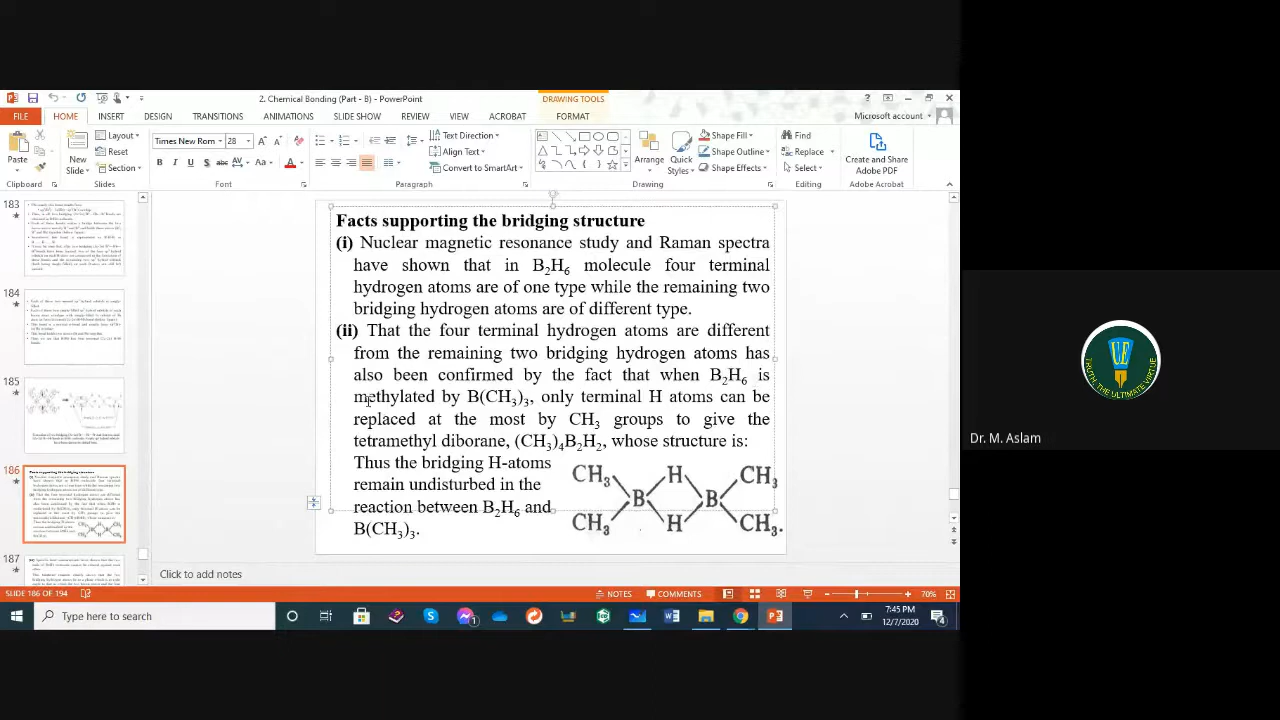 2. Chemical Bonding (Part - B) - PowerPoint
DRAWING TOOLS
FILE HOME INSERT DESIGN TRANSITIONS ANIMATIONS SLIDE SHOW REVIEW VIEW ACROBAT FORMAT Microsoft account
Paste
New Slide
Layout
Reset
Section
Times New Rom 28
B I U S abc AV Aa A
Text Direction
Align Text
Convert to SmartArt
Arrange
Quick Styles
Shape Fill
Shape Outline
Shape Effects
Find
Replace
Select
Create and Share Adobe PDF
Clipboard Slides Font Paragraph Drawing Editing Adobe Acrobat
183
184
185
186
187
Facts supporting the bridging structure
(i) Nuclear magnetic resonance study and Raman spectra
have shown that in B₂H₆ molecule four terminal
hydrogen atoms are of one type while the remaining two
bridging hydrogen atoms are of different type.
(ii) That the four terminal hydrogen atoms are different
from the remaining two bridging hydrogen atoms has
also been confirmed by the fact that when B₂H₆ is
methylated by B(CH₃)₃, only terminal H atoms can be
replaced at the most by CH₃ groups to give the
tetramethyl diborane, (CH₃)₄B₂H₂, whose structure is:
Thus the bridging H-atoms
remain undisturbed in the
reaction between B₂H₆ and
B(CH₃)₃.
CH₃ H CH₃
B B
CH₃ H CH₃.
Click to add notes
SLIDE 186 OF 194 NOTES COMMENTS 70%
Type here to search
7:45 PM
12/7/2020
1
4
UE
TRUTH, THE ULTIMATE VIRTUE
Dr. M. Aslam